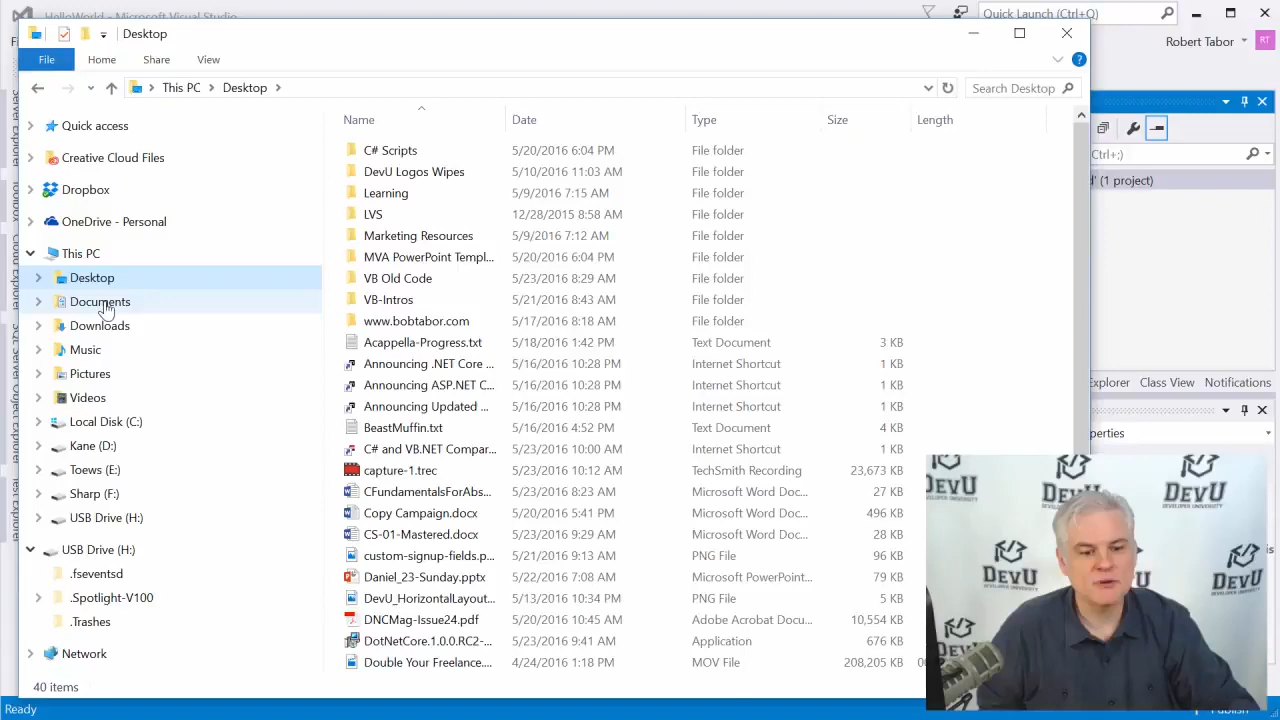 HelloWorld - Microsoft Visual Studio
Quick Launch (Ctrl+Q)
Desktop
Robert Tabor
RT
File
Home
Share
View
This PC
Desktop
Search Desktop
Name
Date
Type
Size
Length
Quick access
Creative Cloud Files
Dropbox
OneDrive - Personal
This PC
Desktop
Documents
Downloads
Music
Pictures
Videos
Local Disk (C:)
Kane (D:)
Toews (E:)
Sharp (F:)
USB Drive (H:)
USB Drive (H:)
.fseventsd
.Spotlight-V100
.Trashes
Network
C# Scripts 5/20/2016 6:04 PM File folder
DevU Logos Wipes 5/10/2016 11:03 AM File folder
Learning 5/9/2016 7:15 AM File folder
LVS 12/28/2015 8:58 AM File folder
Marketing Resources 5/9/2016 7:12 AM File folder
MVA PowerPoint Templ... 5/20/2016 6:04 PM File folder
VB Old Code 5/23/2016 8:29 AM File folder
VB-Intros 5/21/2016 8:43 AM File folder
www.bobtabor.com 5/17/2016 8:18 AM File folder
Acappella-Progress.txt 5/18/2016 1:42 PM Text Document 3 KB
Announcing .NET Core ... 5/16/2016 10:28 PM Internet Shortcut 1 KB
Announcing ASP.NET C... 5/16/2016 10:28 PM Internet Shortcut 1 KB
Announcing Updated ... 5/16/2016 10:28 PM Internet Shortcut 1 KB
BeastMuffin.txt 5/16/2016 4:52 PM Text Document 4 KB
C# and VB.NET Compar... 5/23/2016 10:00 AM Internet Shortcut 1 KB
capture-1.trec 5/23/2016 10:12 AM TechSmith Recording 23,673 KB
CFundamentalsForAbs... 5/23/2016 8:23 AM Microsoft Word Doc... 27 KB
Copy Campaign.docx 5/20/2016 5:41 PM Microsoft Word Doc... 496 KB
CS-01-Mastered.docx 5/23/2016 9:29 AM Microsoft Word Doc... 28 KB
custom-signup-fields.p... 5/21/2016 9:13 AM PNG File 96 KB
Daniel_23-Sunday.pptx 5/22/2016 7:08 AM Microsoft PowerPoint... 79 KB
DevU_HorizontalLayout... 5/13/2016 10:34 PM PNG File 5 KB
DNCMag-Issue24.pdf 5/20/2016 10:45 AM Adobe Acrobat Docu... 10,554 KB
DotNetCore.1.0.0.RC2-... 5/23/2016 9:41 AM Application 676 KB
Double Your Freelance.... 4/24/2016 1:18 PM MOV File 208,205 KB
40 items
Ctrl+;)
d' (1 project)
Explorer
Class View
Notifications
operties
DEVU
DEVELOPER UNIVERSITY
DEVU
DEVU
DEVU
DEVU
DEVU
Ready
Publish